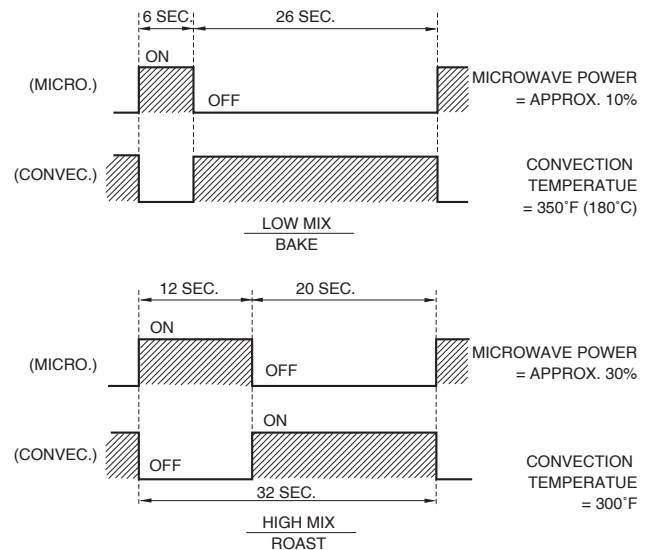 6 SEC. 26 SEC.
ON
(MICRO.)
OFF
MICROWAVE POWER
= APPROX. 10%
(CONVEC.)
CONVECTION
TEMPERATUE
= 350˚F (180˚C)
LOW MIX
BAKE
12 SEC. 20 SEC.
ON
(MICRO.)
OFF
MICROWAVE POWER
= APPROX. 30%
ON
(CONVEC.)
OFF
CONVECTION
TEMPERATUE
= 300˚F
32 SEC.
HIGH MIX
ROAST